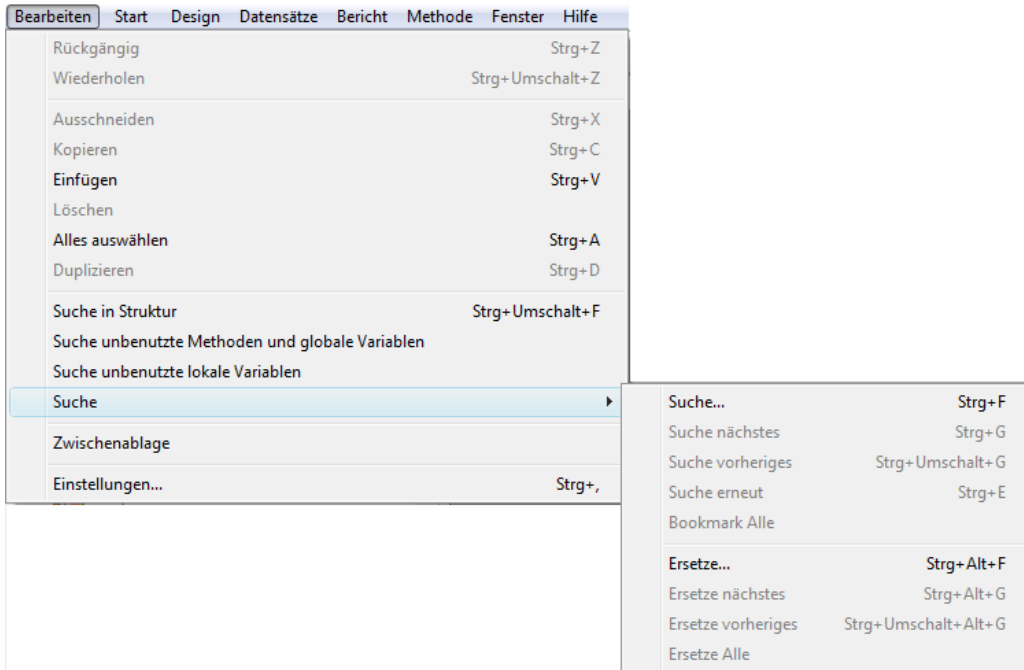 Bearbeiten Start Design Datensätze Bericht Methode Fenster Hilfe
Rückgängig Strg+Z
Wiederholen Strg+Umschalt+Z
Ausschneiden Strg+X
Kopieren Strg+C
Einfügen Strg+V
Löschen
Alles auswählen Strg+A
Duplizieren Strg+D
Suche in Struktur Strg+Umschalt+F
Suche unbenutzte Methoden und globale Variablen
Suche unbenutzte lokale Variablen
Suche
Zwischenablage
Einstellungen... Strg+,
Suche... Strg+F
Suche nächstes Strg+G
Suche vorheriges Strg+Umschalt+G
Suche erneut Strg+E
Bookmark Alle
Ersetze... Strg+Alt+F
Ersetze nächstes Strg+Alt+G
Ersetze vorheriges Strg+Umschalt+Alt+G
Ersetze Alle